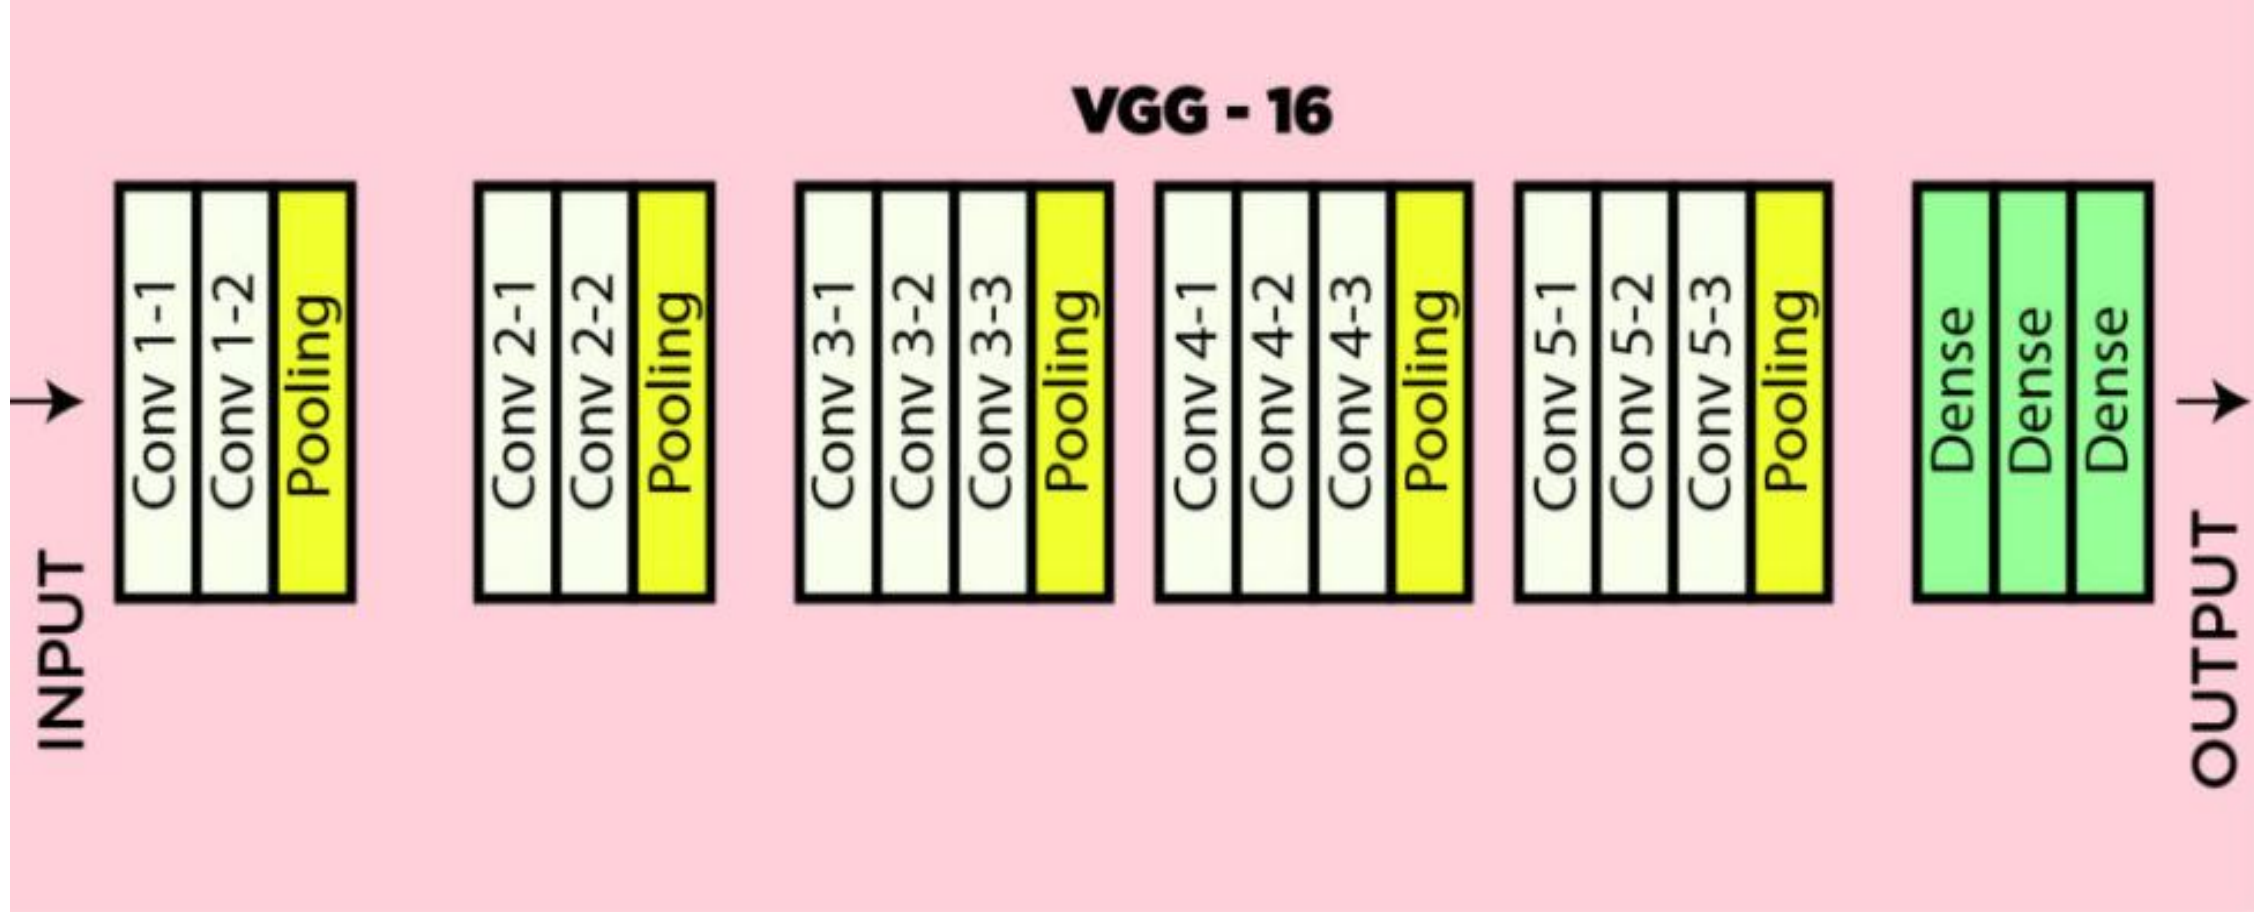 VGG - 16
INPUT
Conv 1-1
Conv 1-2
Pooling
Conv 2-1
Conv 2-2
Pooling
Conv 3-1
Conv 3-2
Conv 3-3
Pooling
Conv 4-1
Conv 4-2
Conv 4-3
Pooling
Conv 5-1
Conv 5-2
Conv 5-3
Pooling
Dense
Dense
Dense
OUTPUT